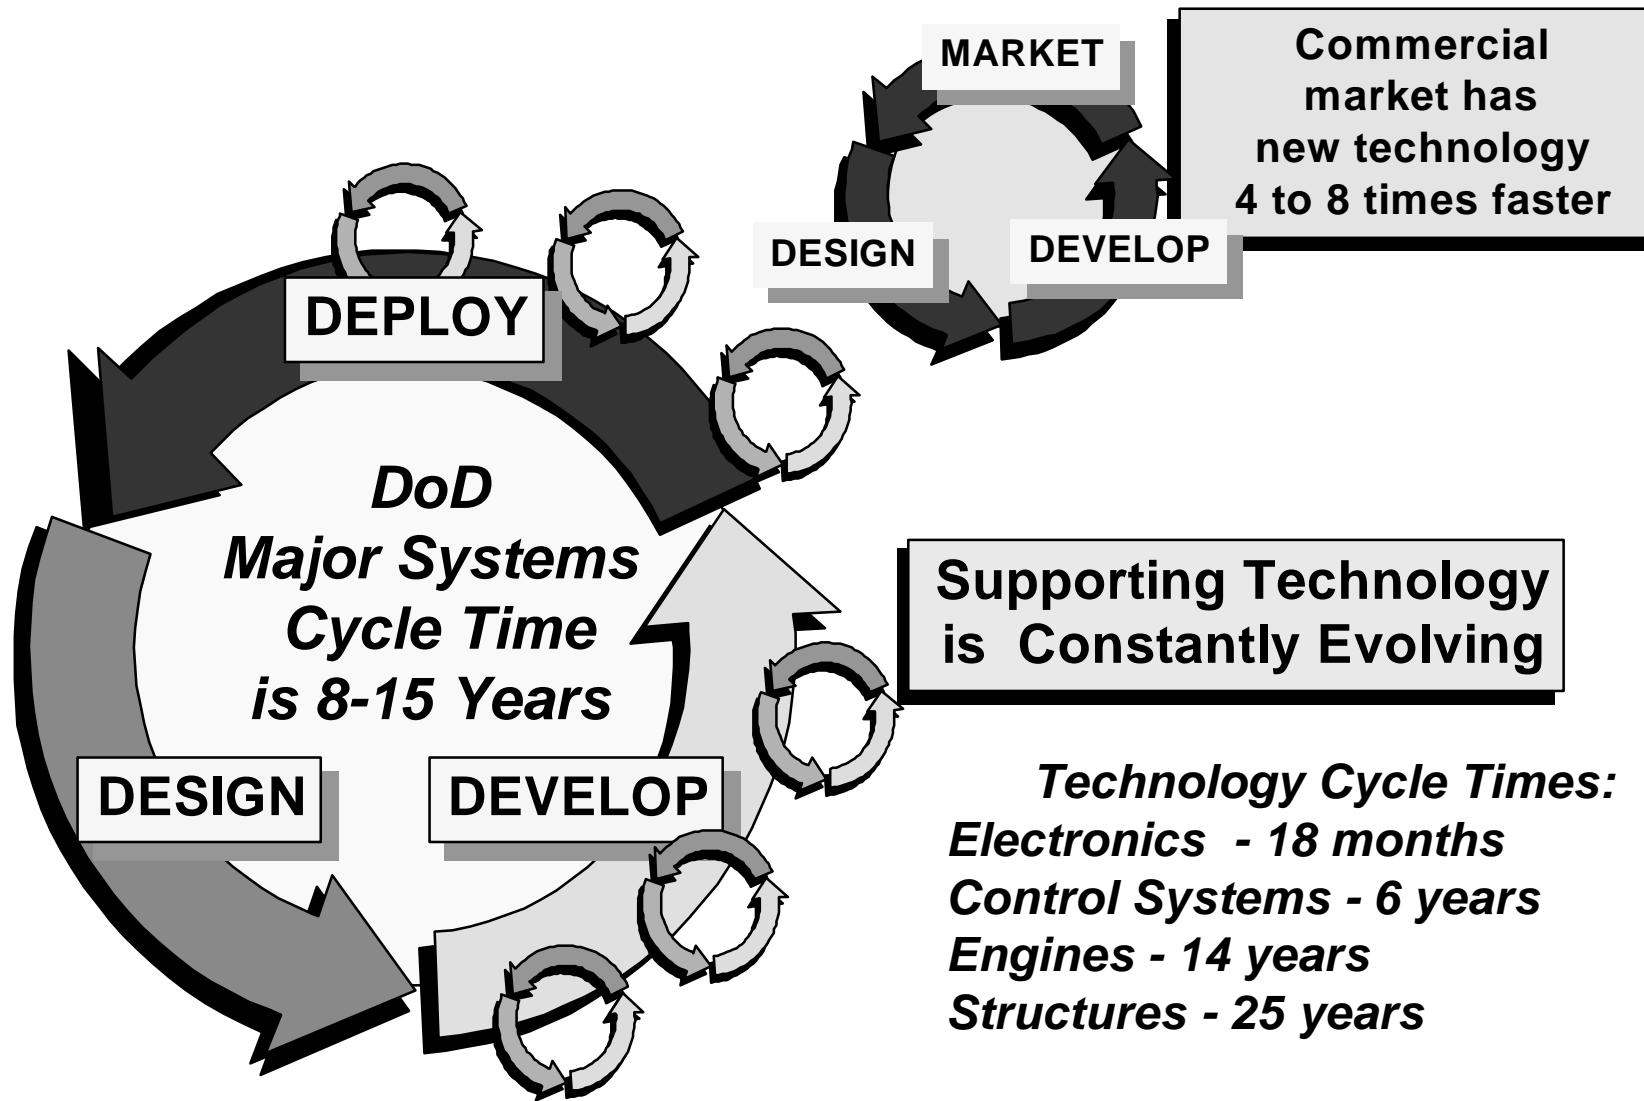 MARKET
DESIGN
DEVELOP
Commercial
market has
new technology
4 to 8 times faster
DEPLOY
DoD
Major Systems
Cycle Time
is 8-15 Years
DESIGN
DEVELOP
Supporting Technology
is Constantly Evolving
Technology Cycle Times:
Electronics - 18 months
Control Systems - 6 years
Engines - 14 years
Structures - 25 years